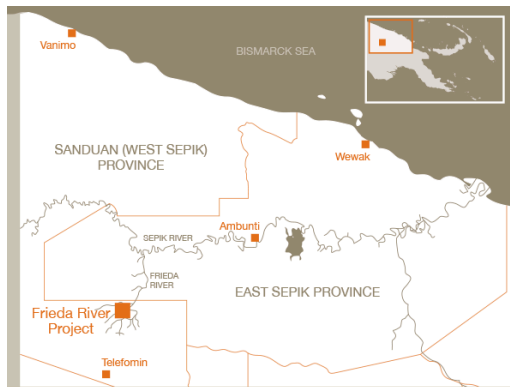 Vanimo
BISMARCK SEA
SANDUAN (WEST SEPIK)
PROVINCE
Wewak
Ambunti
SEPIK RIVER
FRIEDA
RIVER
EAST SEPIK PROVINCE
Frieda River
Project
Telefomin